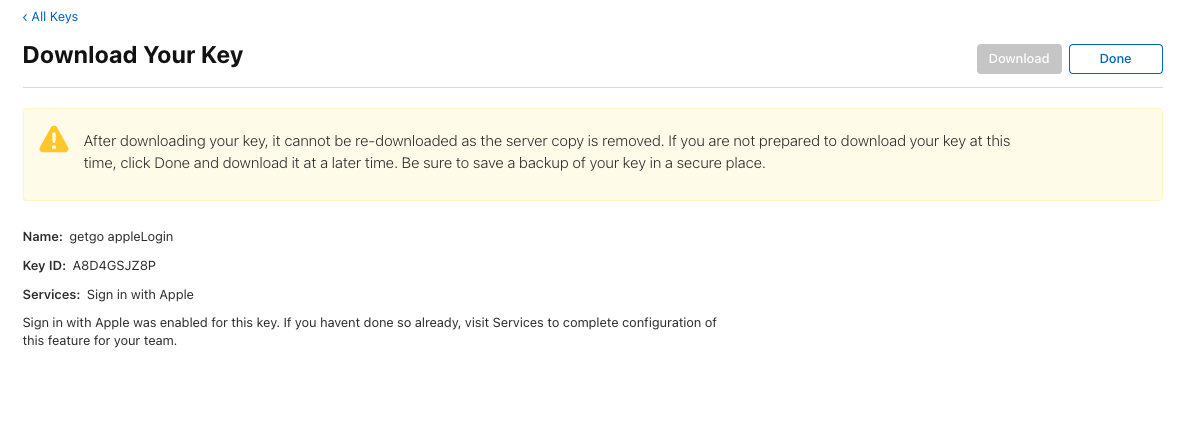 ‹ All Keys
Download Your Key
Download
Done
After downloading your key, it cannot be re-downloaded as the server copy is removed. If you are not prepared to download your key at this
time, click Done and download it at a later time. Be sure to save a backup of your key in a secure place.
Name: getgo appleLogin
Key ID: A8D4GSJZ8P
Services: Sign in with Apple
Sign in with Apple was enabled for this key. If you havent done so already, visit Services to complete configuration of
this feature for your team.